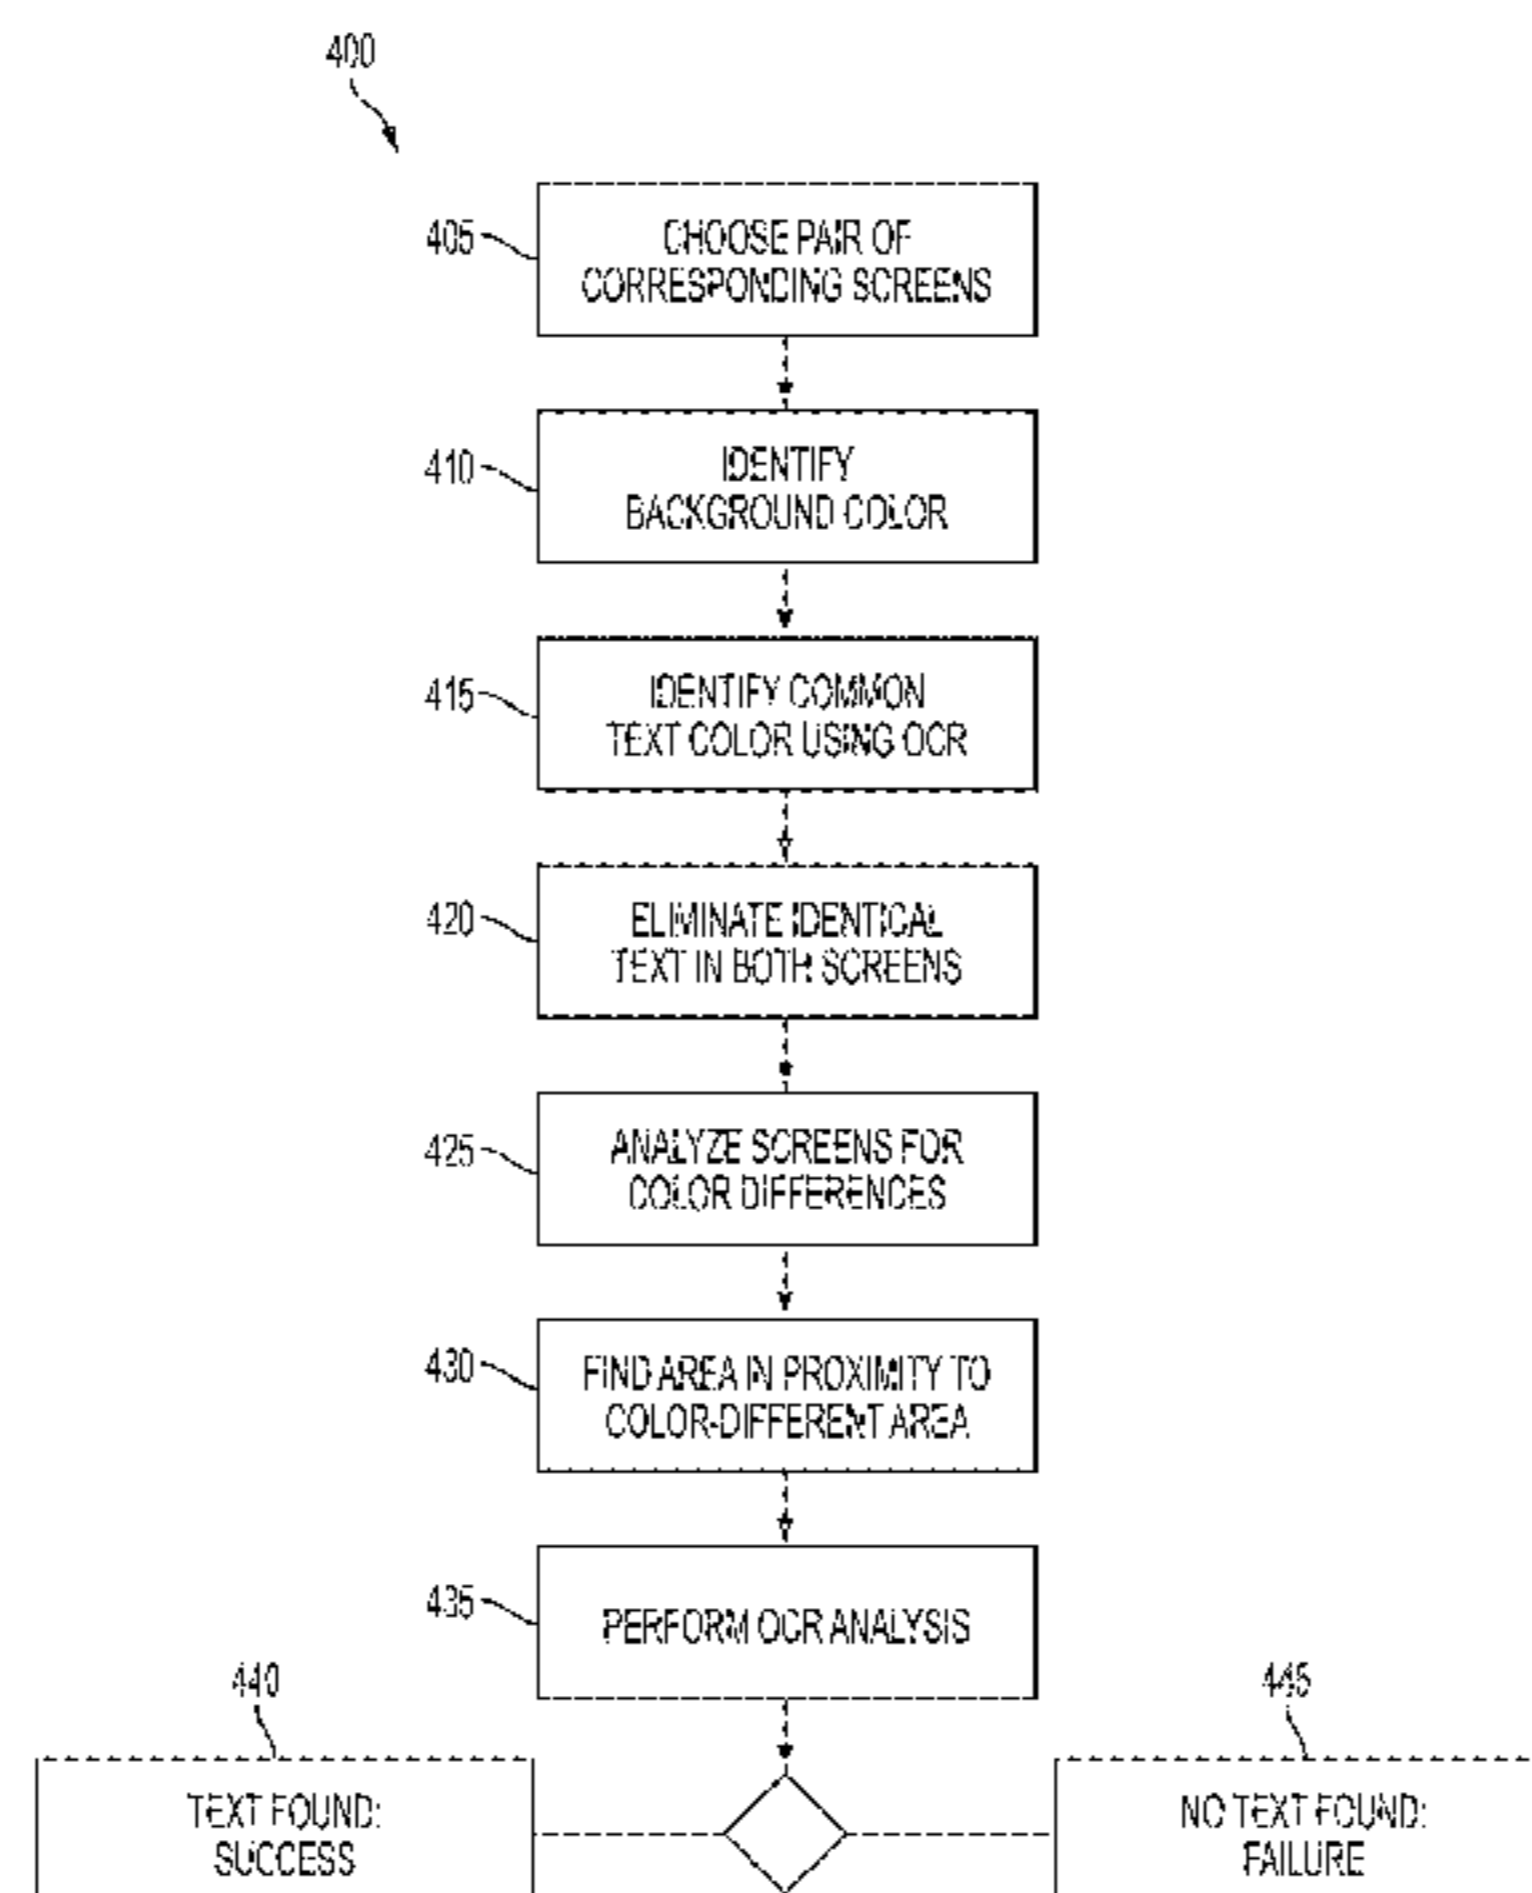 400
405
CHOOSE PAIR OF
CORRESPONDING SCREENS
410
IDENTIFY
BACKGROUND COLOR
415
IDENTIFY COMMON
TEXT COLOR USING OCR
420
ELIMINATE IDENTICAL
TEXT IN BOTH SCREENS
425
ANALYZE SCREENS FOR
COLOR DIFFERENCES
430
FIND AREA IN PROXIMITY TO
COLOR-DIFFERENT AREA
435
PERFORM OCR ANALYSIS
440
TEXT FOUND:
SUCCESS
445
NO TEXT FOUND:
FAILURE